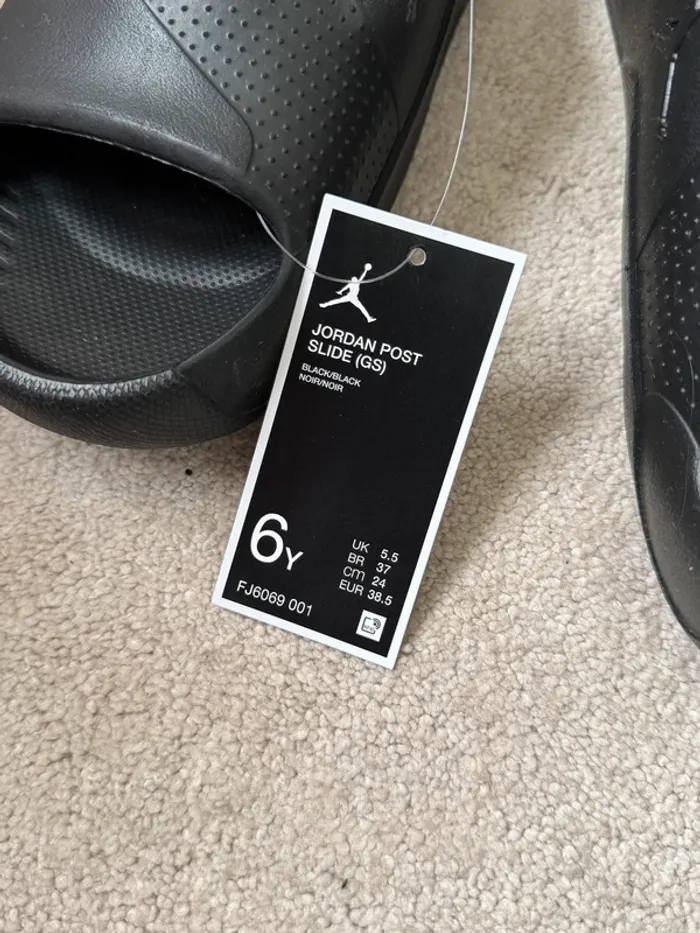 JORDAN POST
SLIDE (GS)
BLACK/BLACK
NOIR/NOIR
6Y
UK 5.5
BR 37
cm 24
EUR 38.5
FJ6069 001